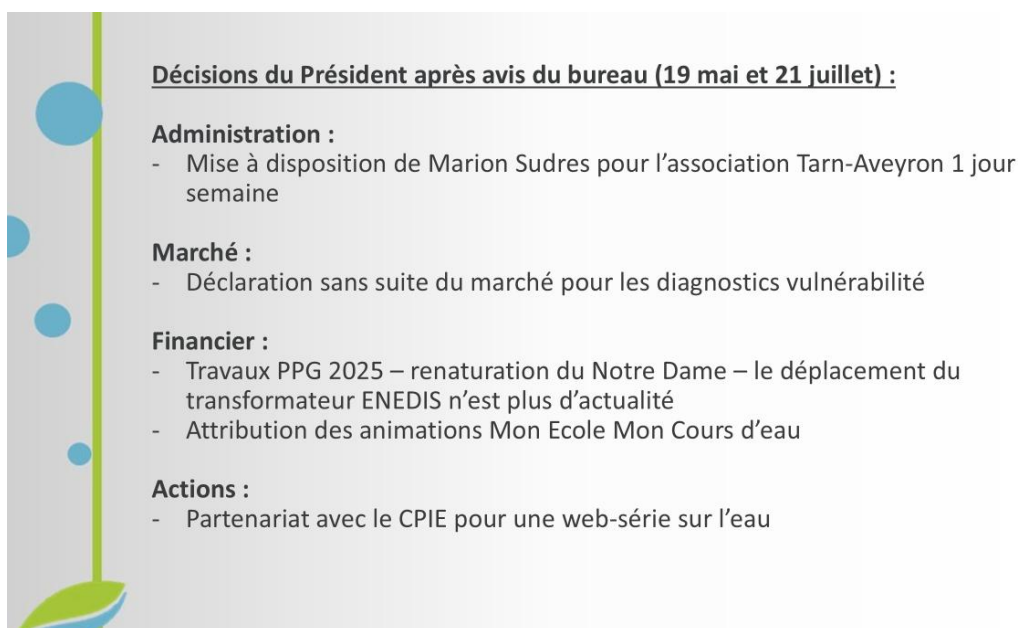 Décisions du Président après avis du bureau (19 mai et 21 juillet) :
Administration :
- Mise à disposition de Marion Sudres pour l’association Tarn-Aveyron 1 jour
semaine
Marché :
- Déclaration sans suite du marché pour les diagnostics vulnérabilité
Financier :
- Travaux PPG 2025 – renaturation du Notre Dame – le déplacement du
transformateur ENEDIS n’est plus d’actualité
- Attribution des animations Mon Ecole Mon Cours d’eau
Actions :
- Partenariat avec le CPIE pour une web-série sur l’eau